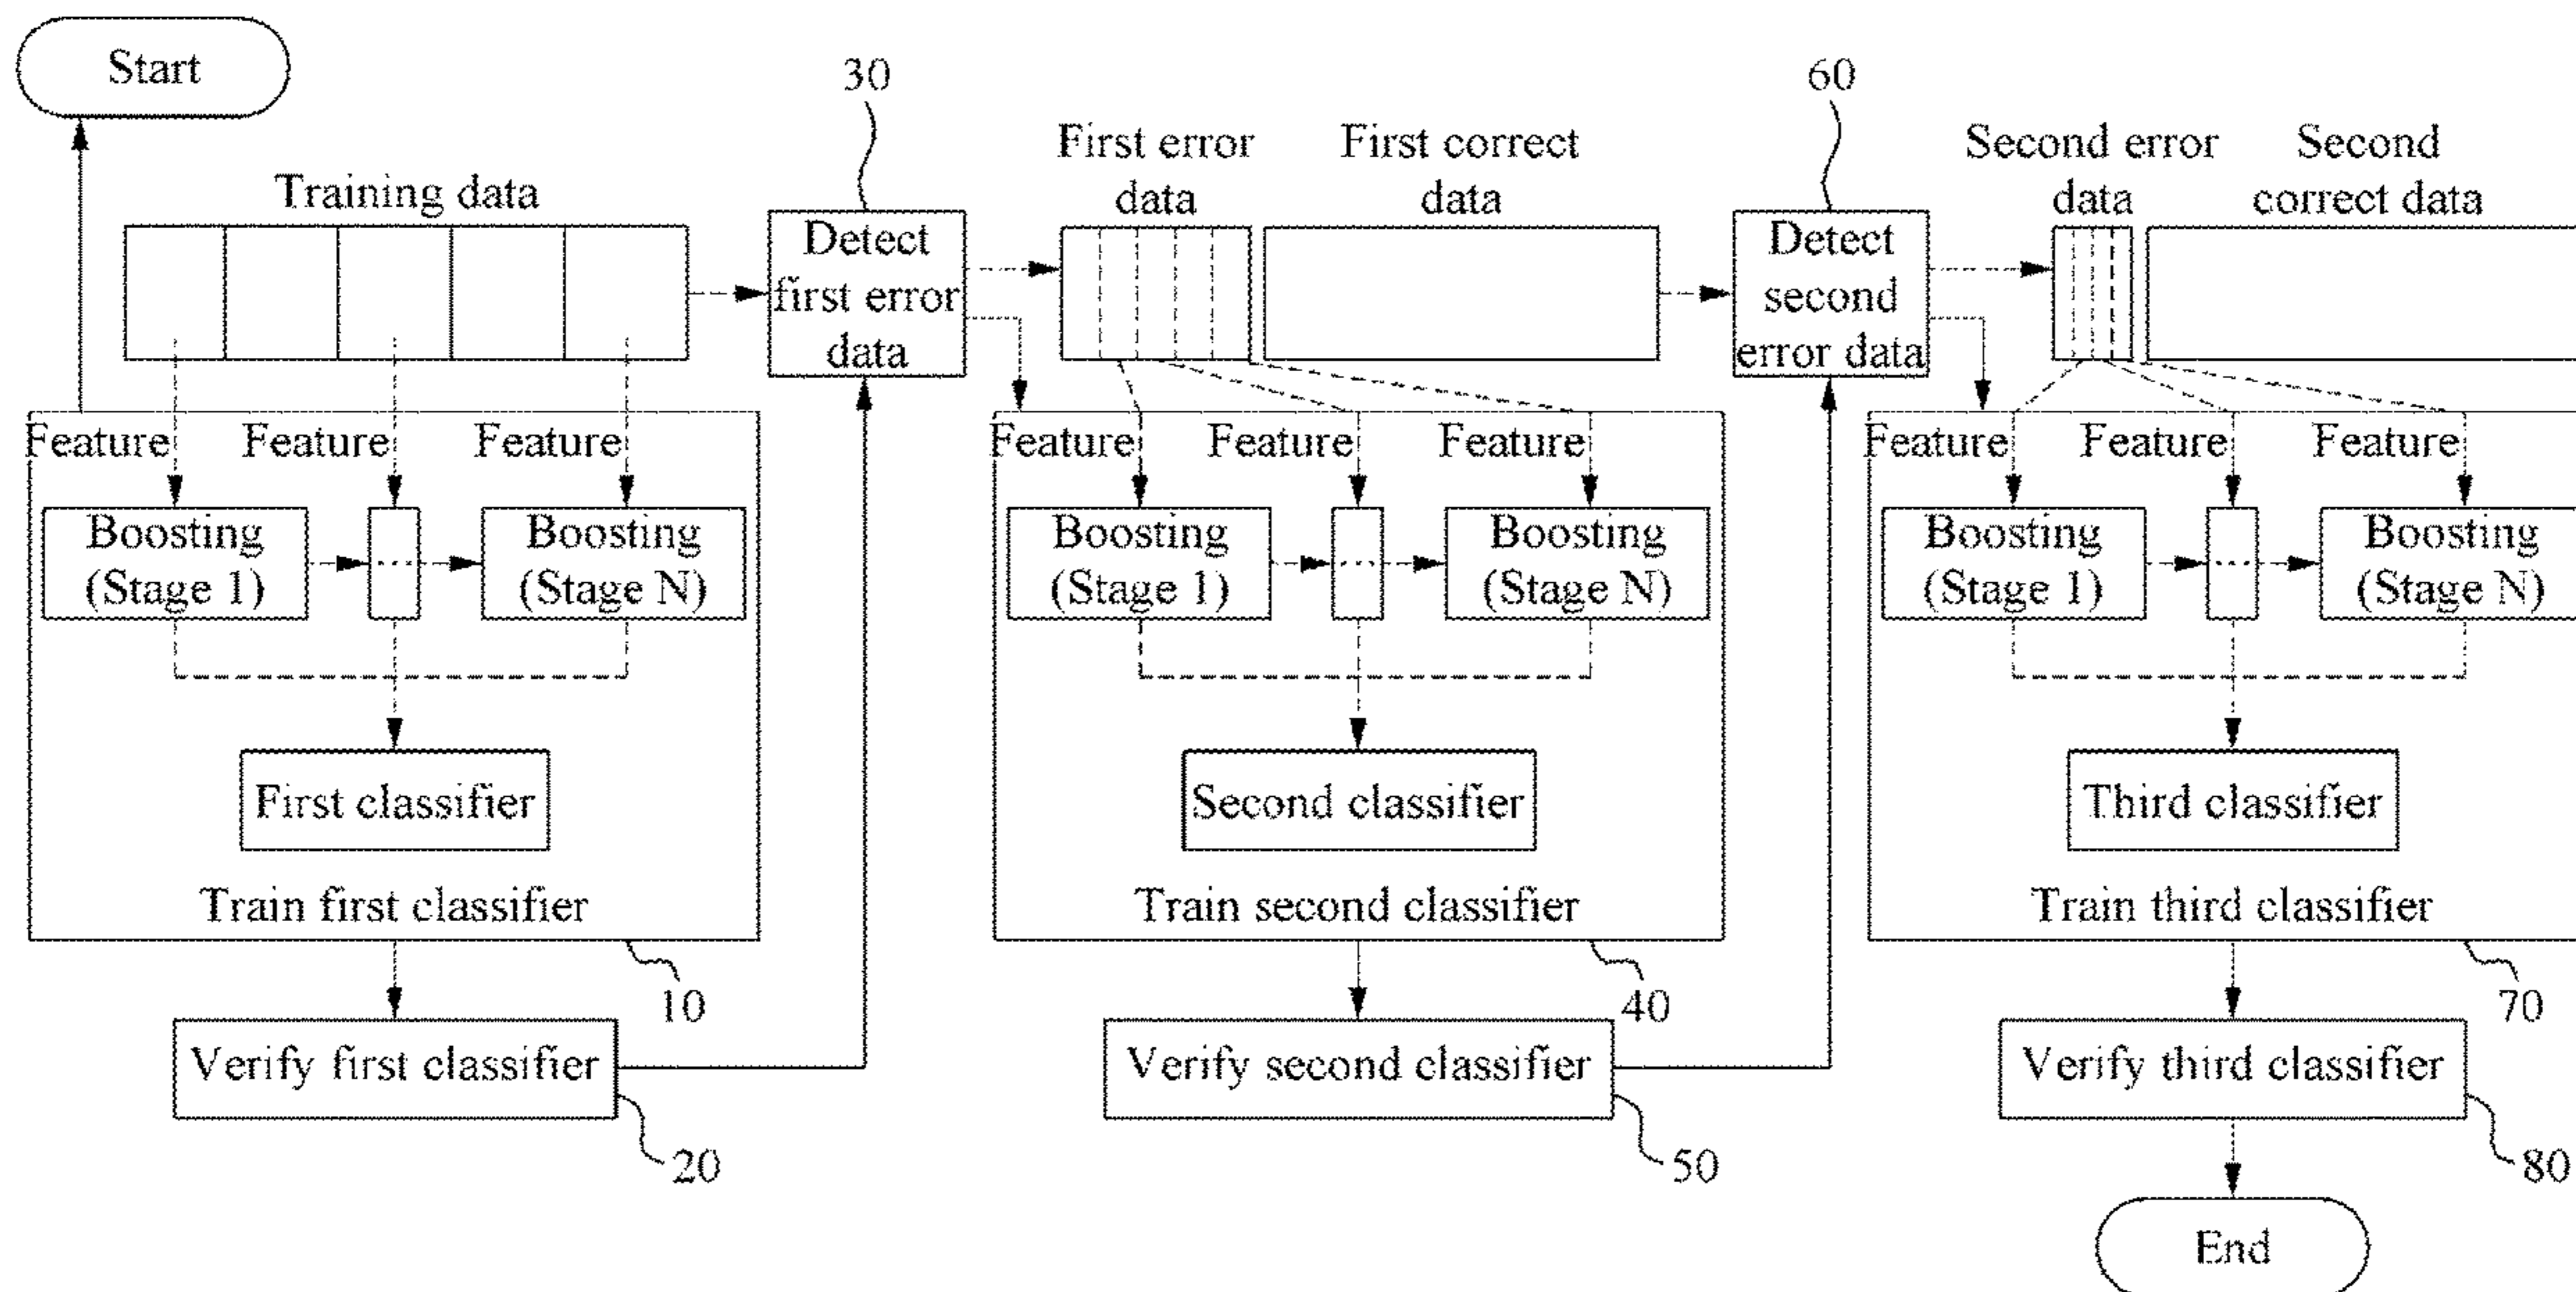 Start
30
60
Training data
First error
data
First correct
data
Second error
data
Second
correct data
Detect
first error
data
Detect
second
error data
Feature
Feature
Feature
Boosting
(Stage 1)
...
Boosting
(Stage N)
First classifier
Train first classifier
10
Verify first classifier
20
Feature
Feature
Feature
Boosting
(Stage 1)
...
Boosting
(Stage N)
Second classifier
Train second classifier
40
Verify second classifier
50
Feature
Feature
Feature
Boosting
(Stage 1)
...
Boosting
(Stage N)
Third classifier
Train third classifier
70
Verify third classifier
80
End